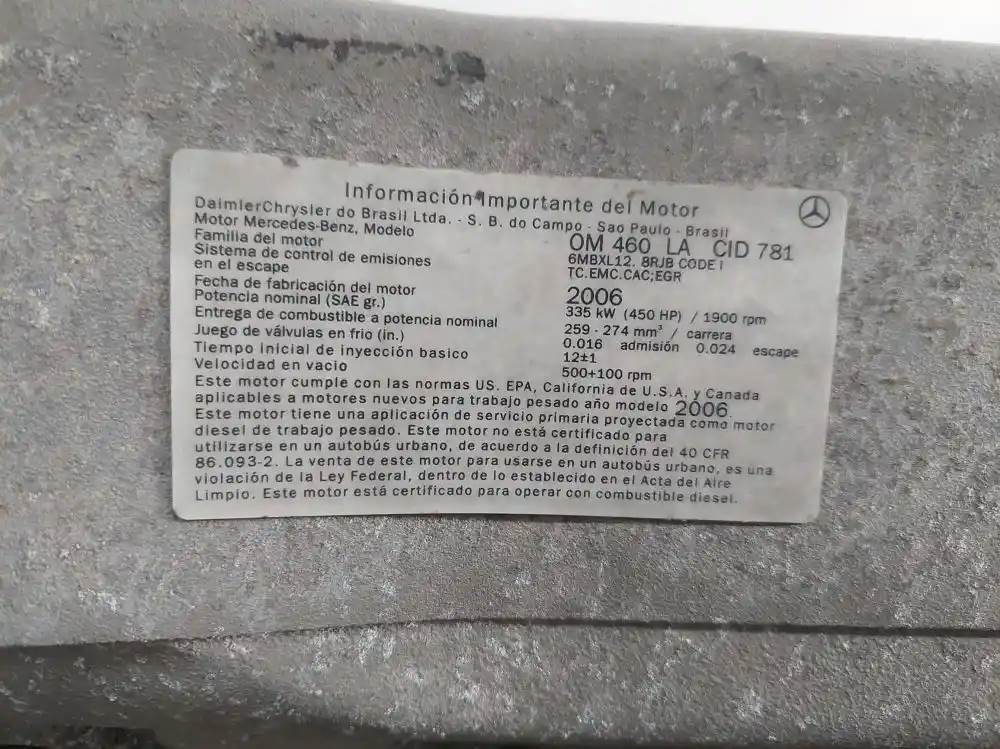 Información Importante del Motor
DaimlerChrysler do Brasil Ltda. - S. B. do Campo - Sao Paulo - Brasil
Motor Mercedes-Benz, Modelo OM 460 LA CID 781
Familia del motor 6MBXL12. 8RJB CODE I
Sistema de control de emisiones TC.EMC.CAC;EGR
en el escape
Fecha de fabricación del motor 2006
Potencia nominal (SAE gr.) 335 kW (450 HP) / 1900 rpm
Entrega de combustible a potencia nominal 259 - 274 mm³ / carrera
Juego de válvulas en frio (in.) 0.016 admisión 0.024 escape
Tiempo inicial de inyección basico 12±1
Velocidad en vacio 500+100 rpm
Este motor cumple con las normas US. EPA, California de U.S.A. y Canada
aplicables a motores nuevos para trabajo pesado año modelo 2006.
Este motor tiene una aplicación de servicio primaria proyectada como motor
diesel de trabajo pesado. Este motor no está certificado para
utilizarse en un autobús urbano, de acuerdo a la definición del 40 CFR
86.093-2. La venta de este motor para usarse en un autobús urbano, es una
violación de la Ley Federal, dentro de lo establecido en el Acta del Aire
Limpio. Este motor está certificado para operar con combustible diesel.